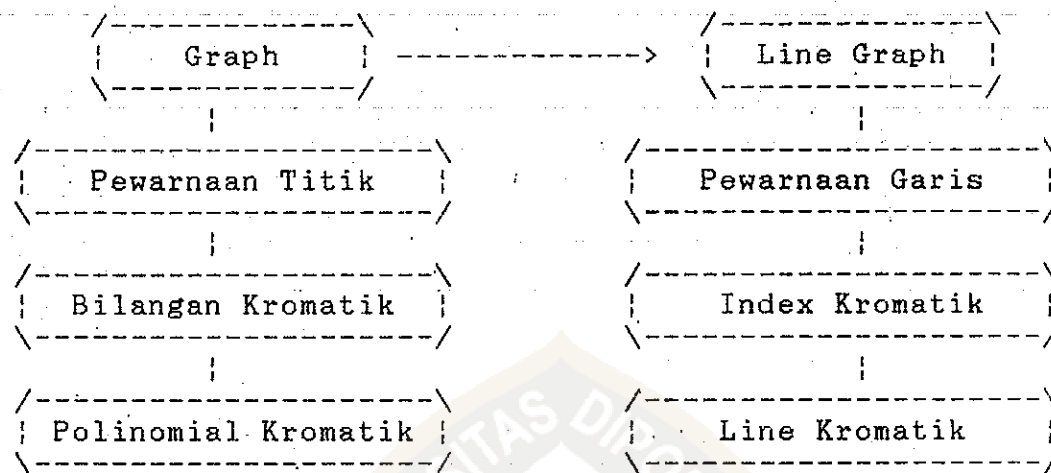 Graph Line Graph
Pewarnaan Titik Pewarnaan Garis
Bilangan Kromatik Index Kromatik
Polinomial Kromatik Line Kromatik